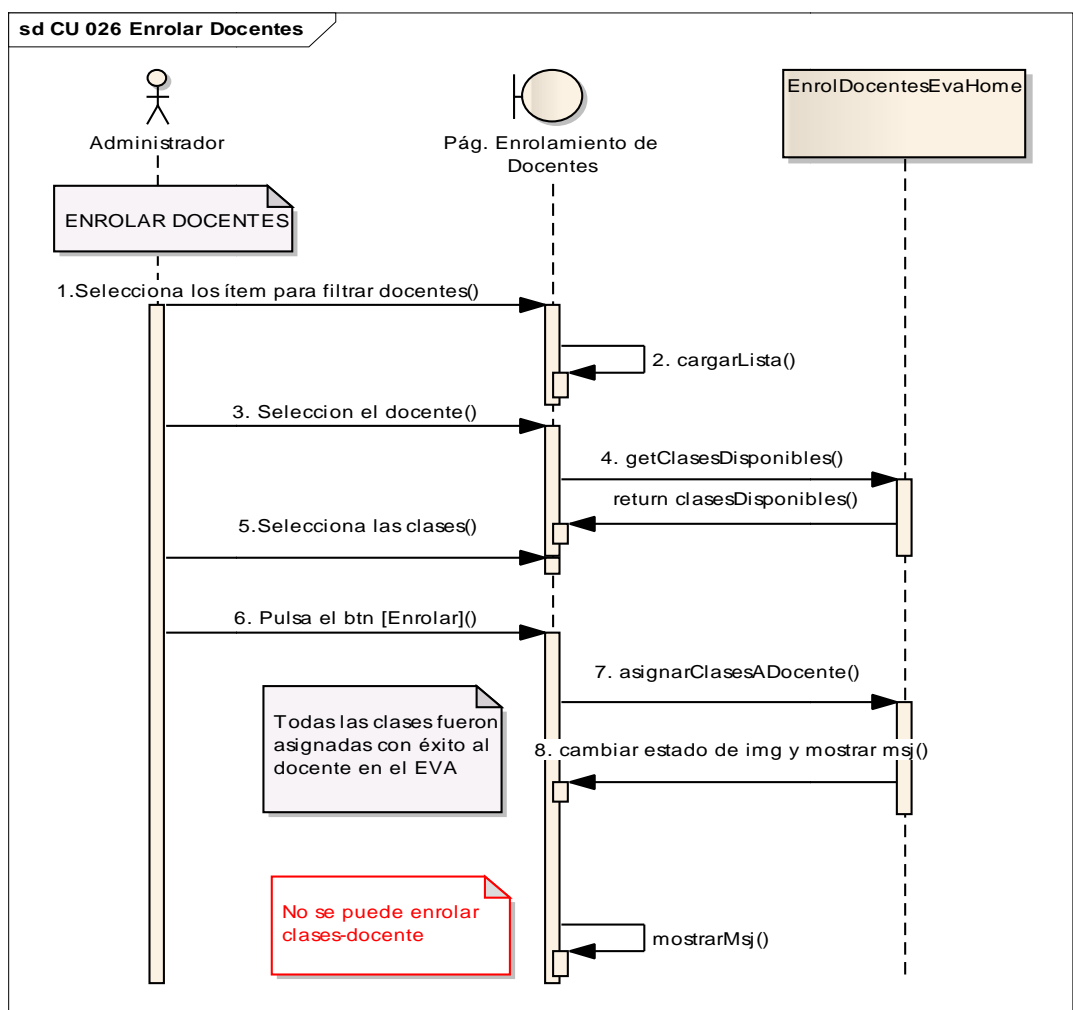 sd CU 026 Enrolar Docentes
Administrador
Pág. Enrolamiento de
Docentes
EnrolDocentesEvaHome
ENROLAR DOCENTES
1.Selecciona los ítem para filtrar docentes()
2. cargarLista()
3. Seleccion el docente()
4. getClasesDisponibles()
return clasesDisponibles()
5.Selecciona las clases()
6. Pulsa el btn [Enrolar]()
7. asignarClasesADocente()
Todas las clases fueron
asignadas con éxito al
docente en el EVA
8. cambiar estado de img y mostrar msj()
No se puede enrolar
clases-docente
mostrarMsj()